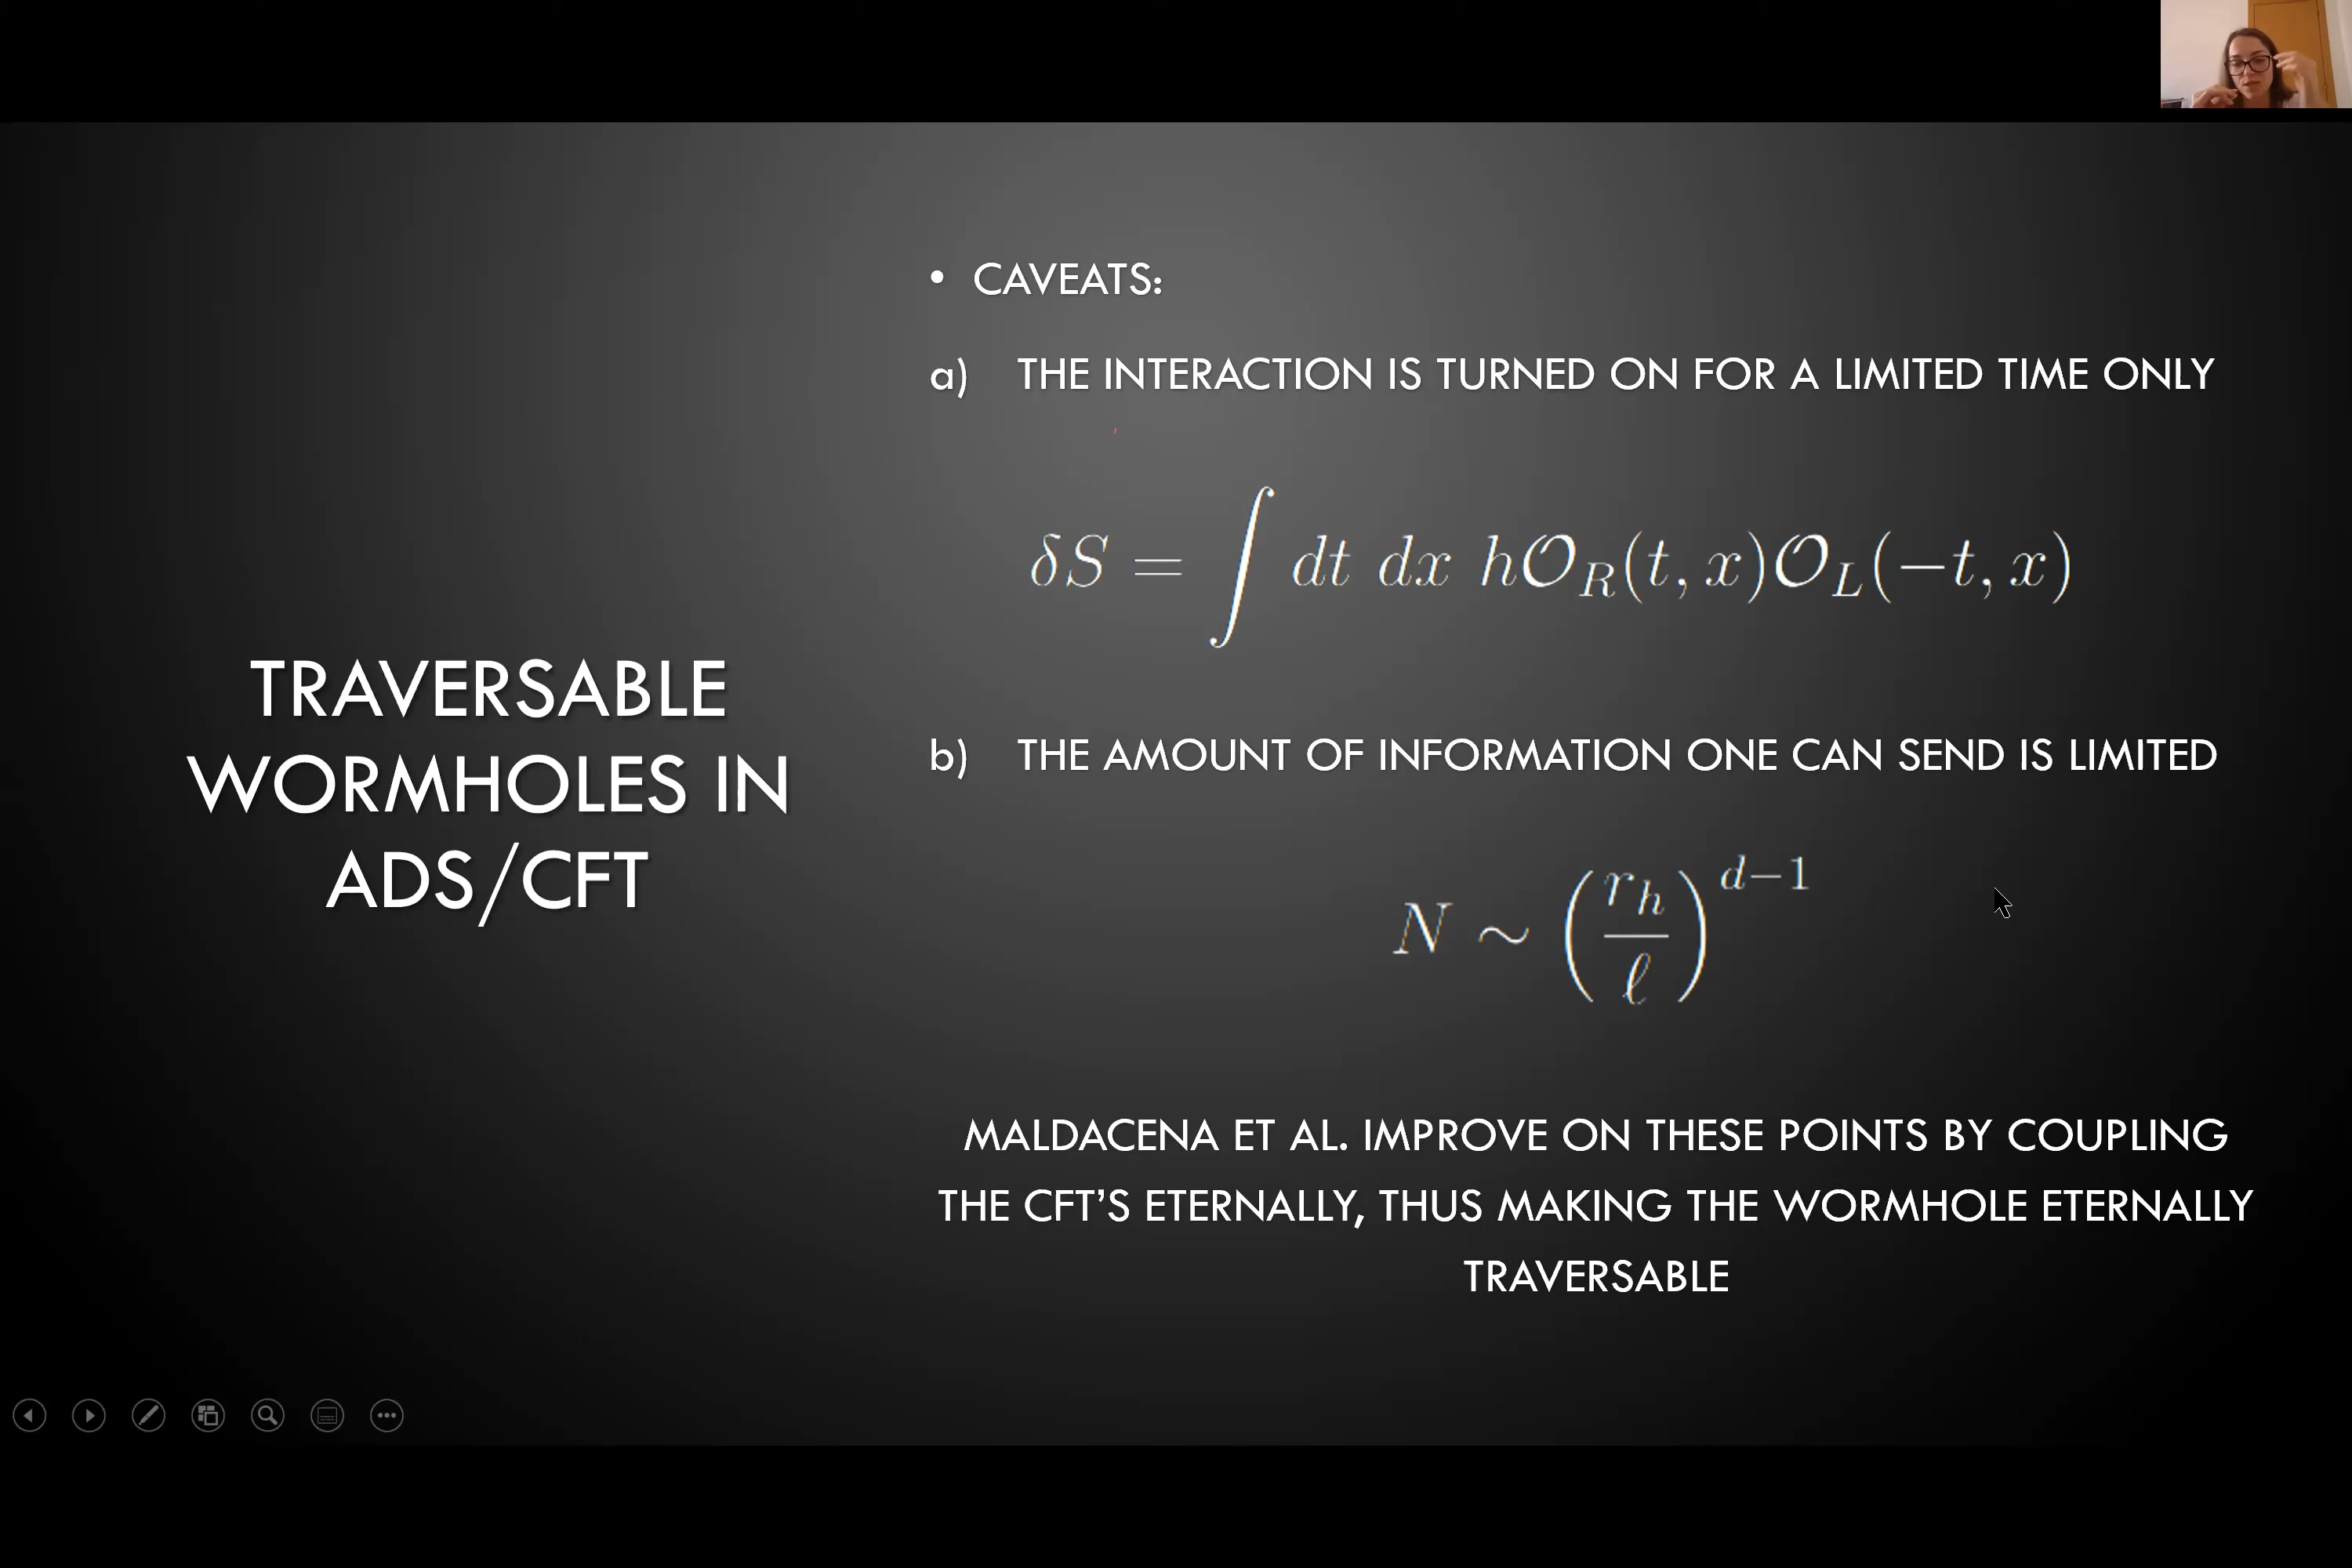 TRAVERSABLE
WORMHOLES IN
ADS/CFT
• CAVEATS:
a) THE INTERACTION IS TURNED ON FOR A LIMITED TIME ONLY
δS = ∫ dt dx h𝒪_R(t, x)𝒪_L(−t, x)
b) THE AMOUNT OF INFORMATION ONE CAN SEND IS LIMITED
N ∼ (r_h/ℓ)^{d−1}
MALDACENA ET AL. IMPROVE ON THESE POINTS BY COUPLING
THE CFT’S ETERNALLY, THUS MAKING THE WORMHOLE ETERNALLY
TRAVERSABLE